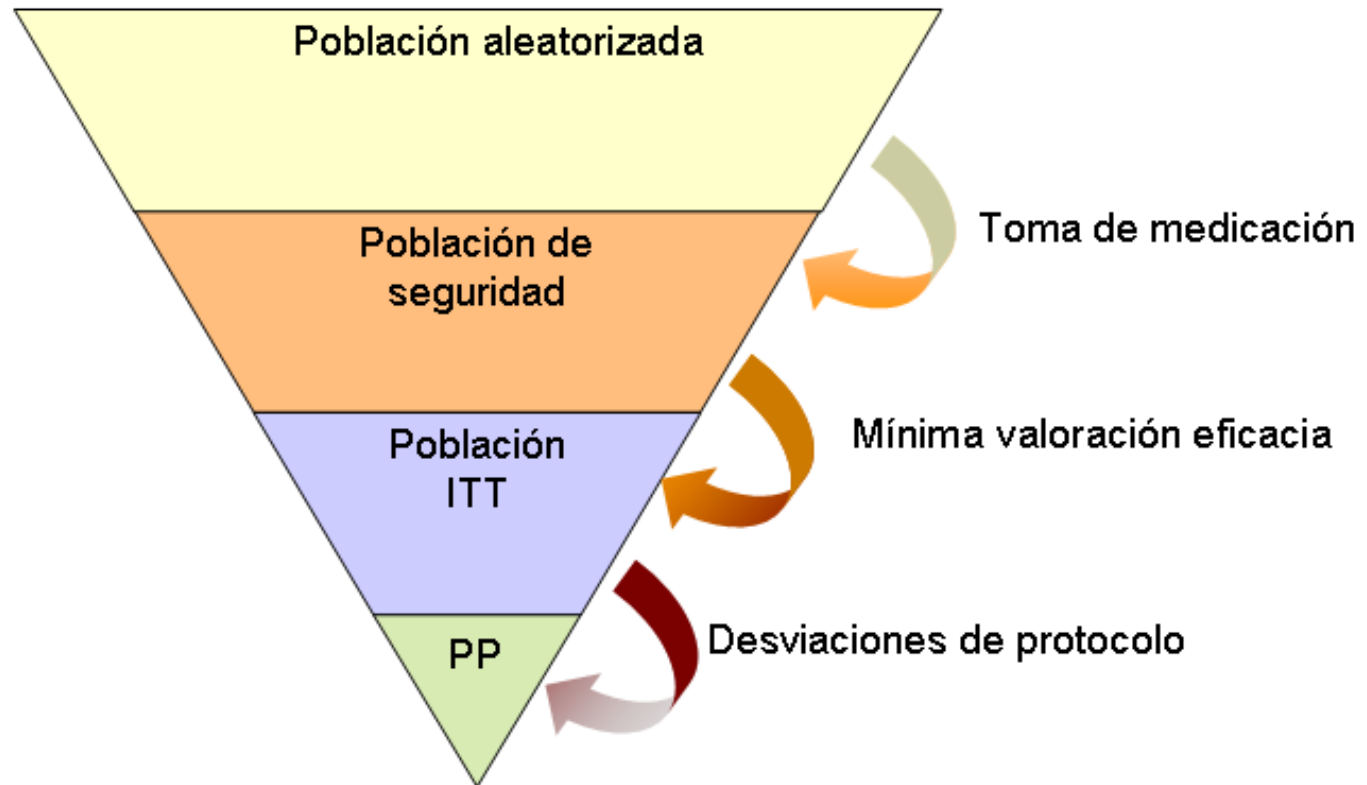 Población aleatorizada
Toma de medicación
Población de
seguridad
Mínima valoración eficacia
Población
ITT
Desviaciones de protocolo
PP